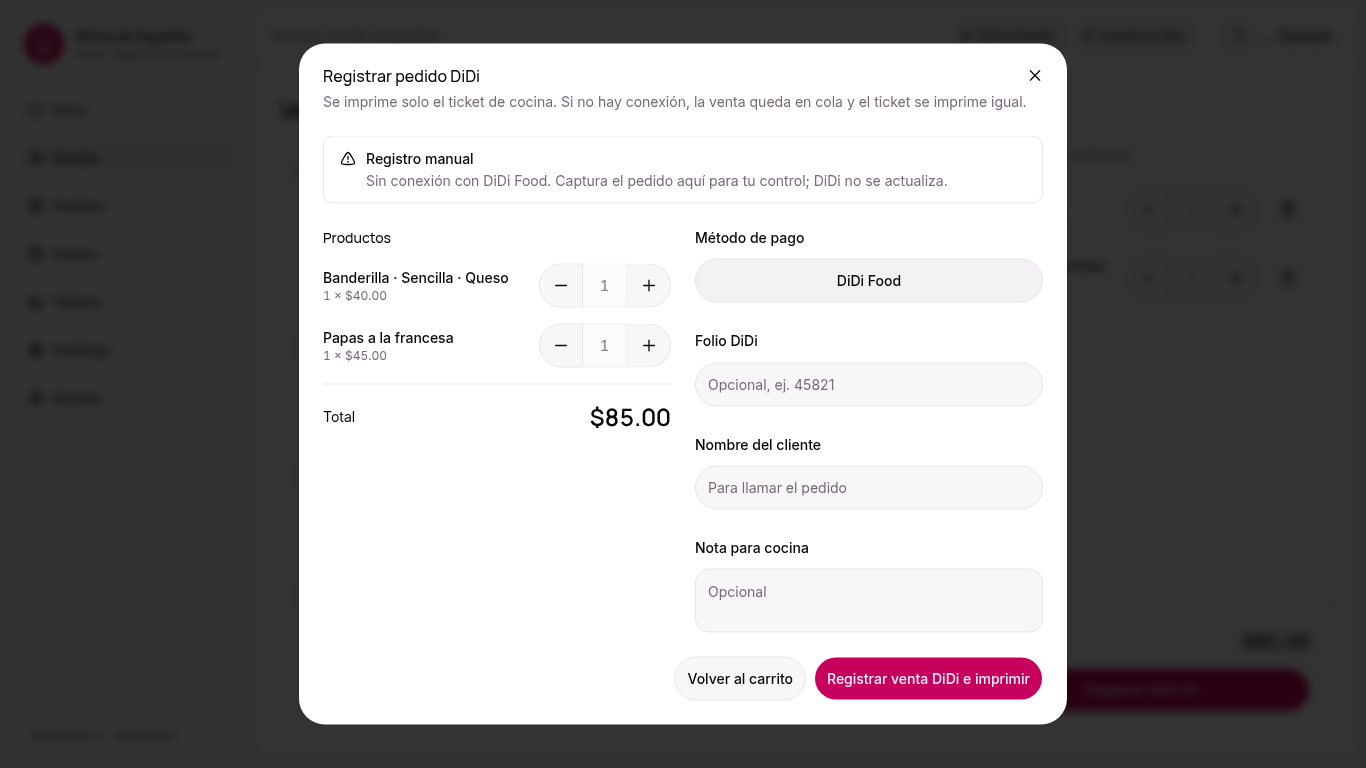 Registrar pedido DiDi
Se imprime solo el ticket de cocina. Si no hay conexión, la venta queda en cola y el ticket se imprime igual.
Registro manual
Sin conexión con DiDi Food. Captura el pedido aquí para tu control; DiDi no se actualiza.
Productos
Banderilla · Sencilla · Queso
1 × $40.00
1
Papas a la francesa
1 × $45.00
1
Total
$85.00
Método de pago
DiDi Food
Folio DiDi
Opcional, ej. 45821
Nombre del cliente
Para llamar el pedido
Nota para cocina
Opcional
Volver al carrito
Registrar venta DiDi e imprimir